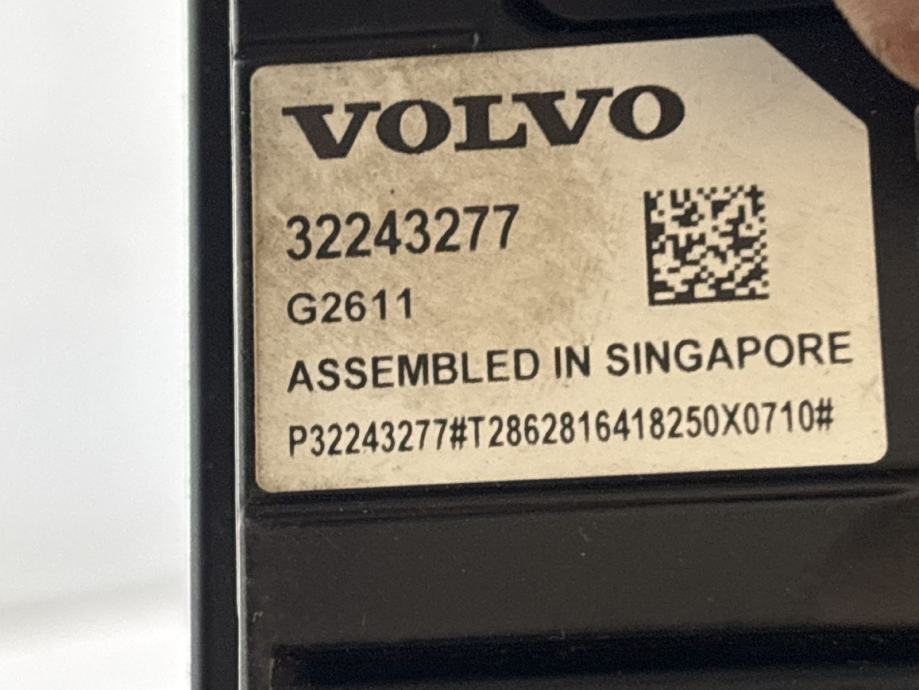 VOLVO
32243277
G2611
ASSEMBLED IN SINGAPORE
P32243277#T2862816418250X0710#